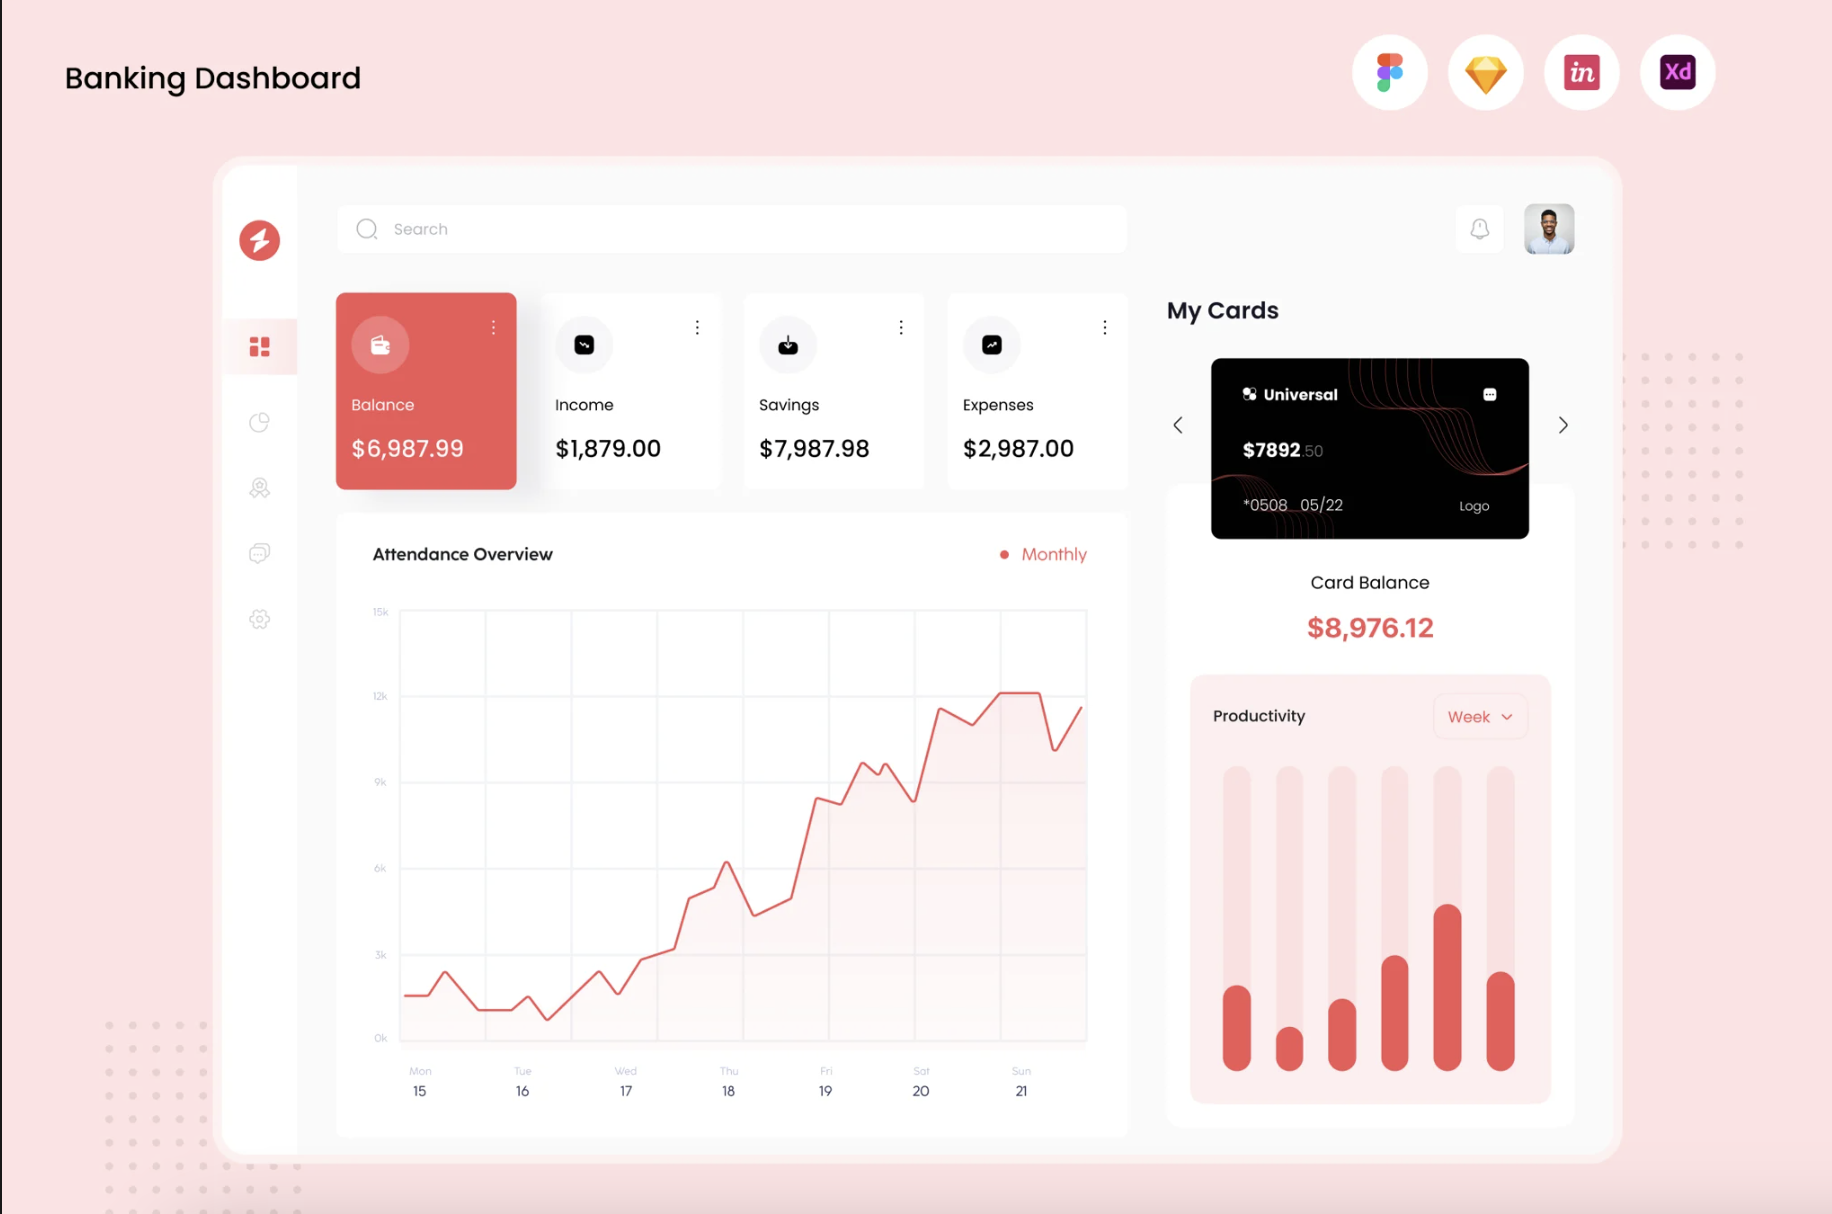 Banking Dashboard
in
Xd
Search
Balance
$6,987.99
Income
$1,879.00
Savings
$7,987.98
Expenses
$2,987.00
My Cards
Universal
$7892.50
*0508 05/22
Logo
Card Balance
$8,976.12
Attendance Overview
Monthly
15k
12k
9k
6k
3k
0k
Mon Tue Wed Thu Fri Sat Sun
15 16 17 18 19 20 21
Productivity
Week